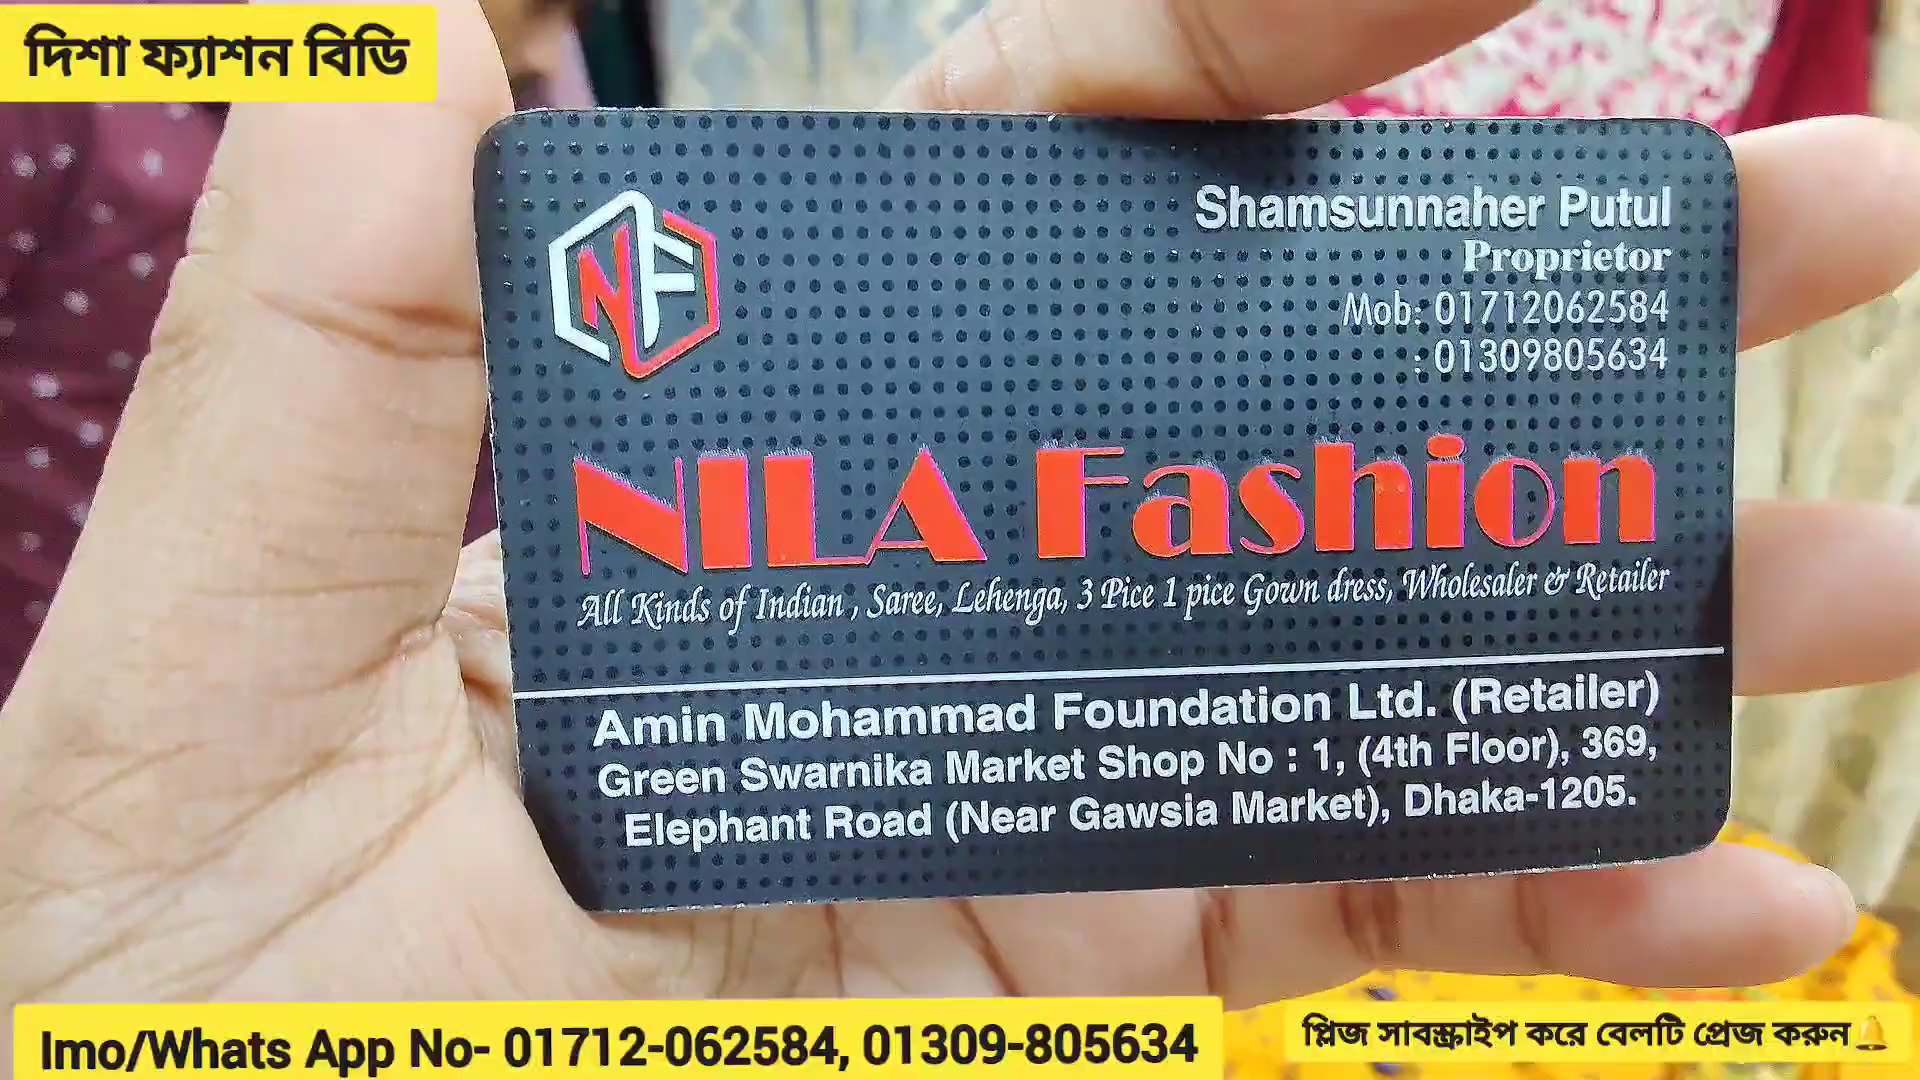 দিশা ফ্যাশন বিডি
NF
Shamsunnaher Putul
Proprietor
Mob: 01712062584
: 01309805634
NILA Fashion
All Kinds of Indian , Saree, Lehenga, 3 Pice 1 pice Gown dress, Wholesaler & Retailer
Amin Mohammad Foundation Ltd. (Retailer)
Green Swarnika Market Shop No : 1, (4th Floor), 369,
Elephant Road (Near Gawsia Market), Dhaka-1205.
Imo/Whats App No- 01712-062584, 01309-805634
প্লিজ সাবস্ক্রাইপ করে বেলটি প্রেজ করুন🔔